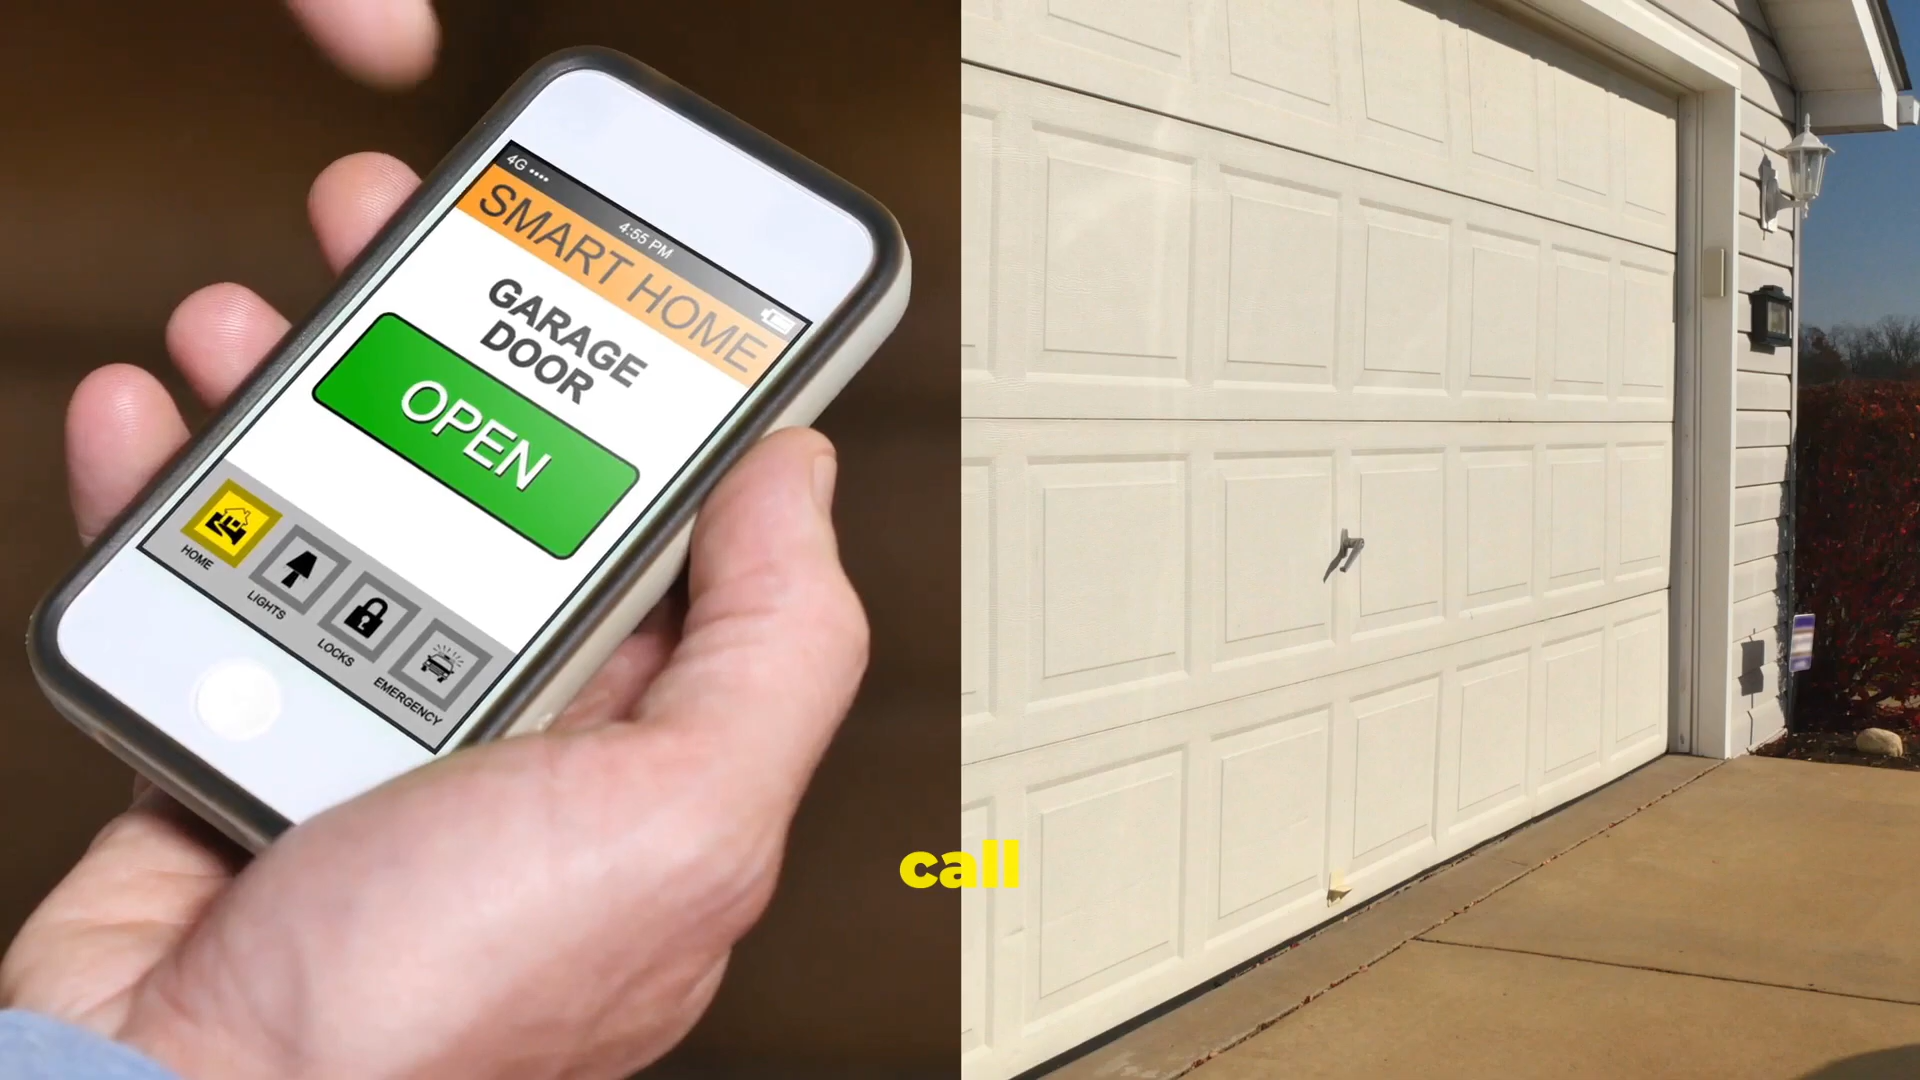 4G
4:55 PM
SMART HOME
GARAGE
DOOR
OPEN
HOME
LIGHTS
LOCKS
EMERGENCY
call